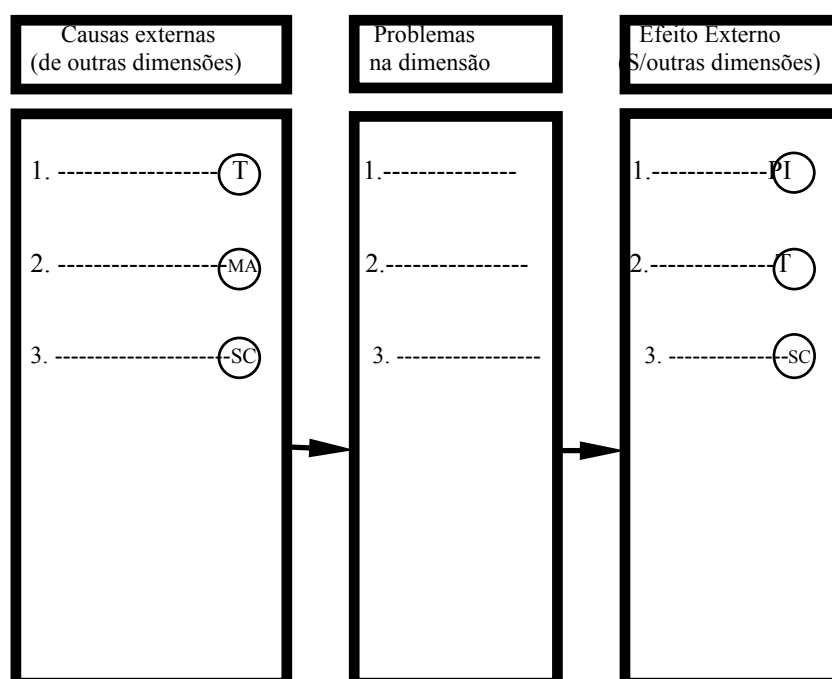 Causas externas
(de outras dimensões)
Problemas
na dimensão
Efeito Externo
(S/outras dimensões)
1. ------------------ T
2. -------------------MA
3. --------------------SC
1.---------------
2.----------------
3. ----------------
1.-------------PI
2.--------------T
3. -------------SC